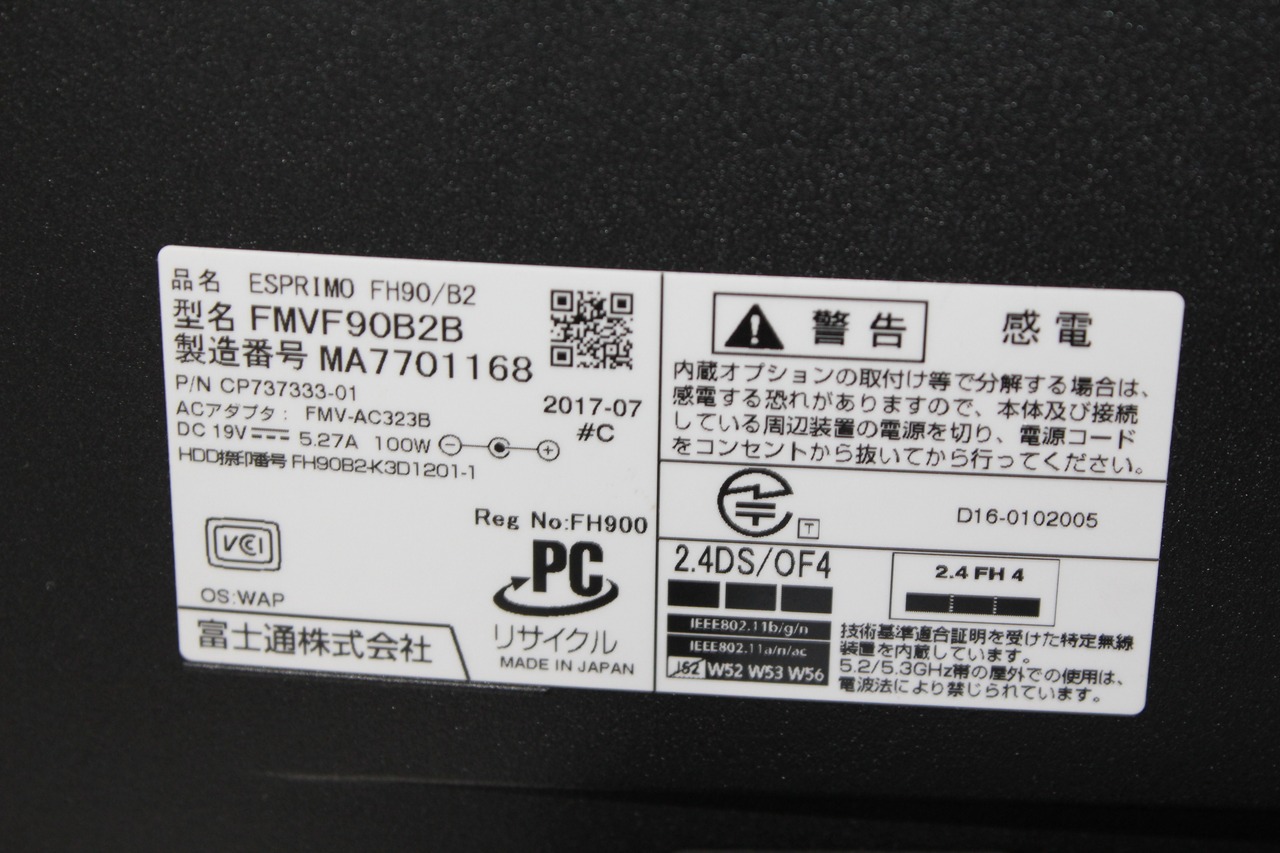 品名 ESPRIMO FH90/B2
型名 FMVF90B2B
製造番号 MA7701168
P/N CP737333-01
ACアダプタ: FMV-AC323B
2017-07
DC 19V 5.27A 100W
#C
HDD捺印番号 FH90B2-K3D1201-1
Reg No:FH900
VCCI
PC
リサイクル
OS:WAP
MADE IN JAPAN
富士通株式会社
警告 感電
内蔵オプションの取付け等で分解する場合は、
感電する恐れがありますので、本体及び接続
している周辺装置の電源を切り、電源コード
をコンセントから抜いてから行ってください。
T
D16-0102005
2.4DS/OF4
IEEE802.11b/g/n
IEEE802.11a/n/ac
J52 W52 W53 W56
2.4 FH 4
技術基準適合証明を受けた特定無線
装置を内蔵しています。
5.2/5.3GHz帯の屋外での使用は、
電波法により禁じられています。